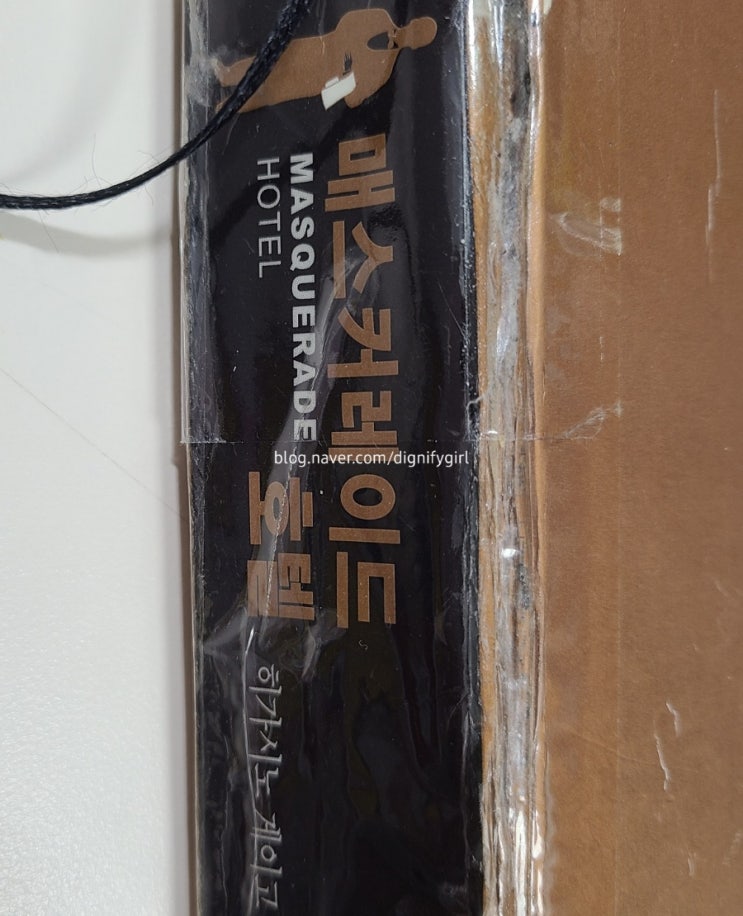 매스커레이드
MASQUERADE
HOTEL
호텔
히가시노 게이고
blog.naver.com/dignifygirl